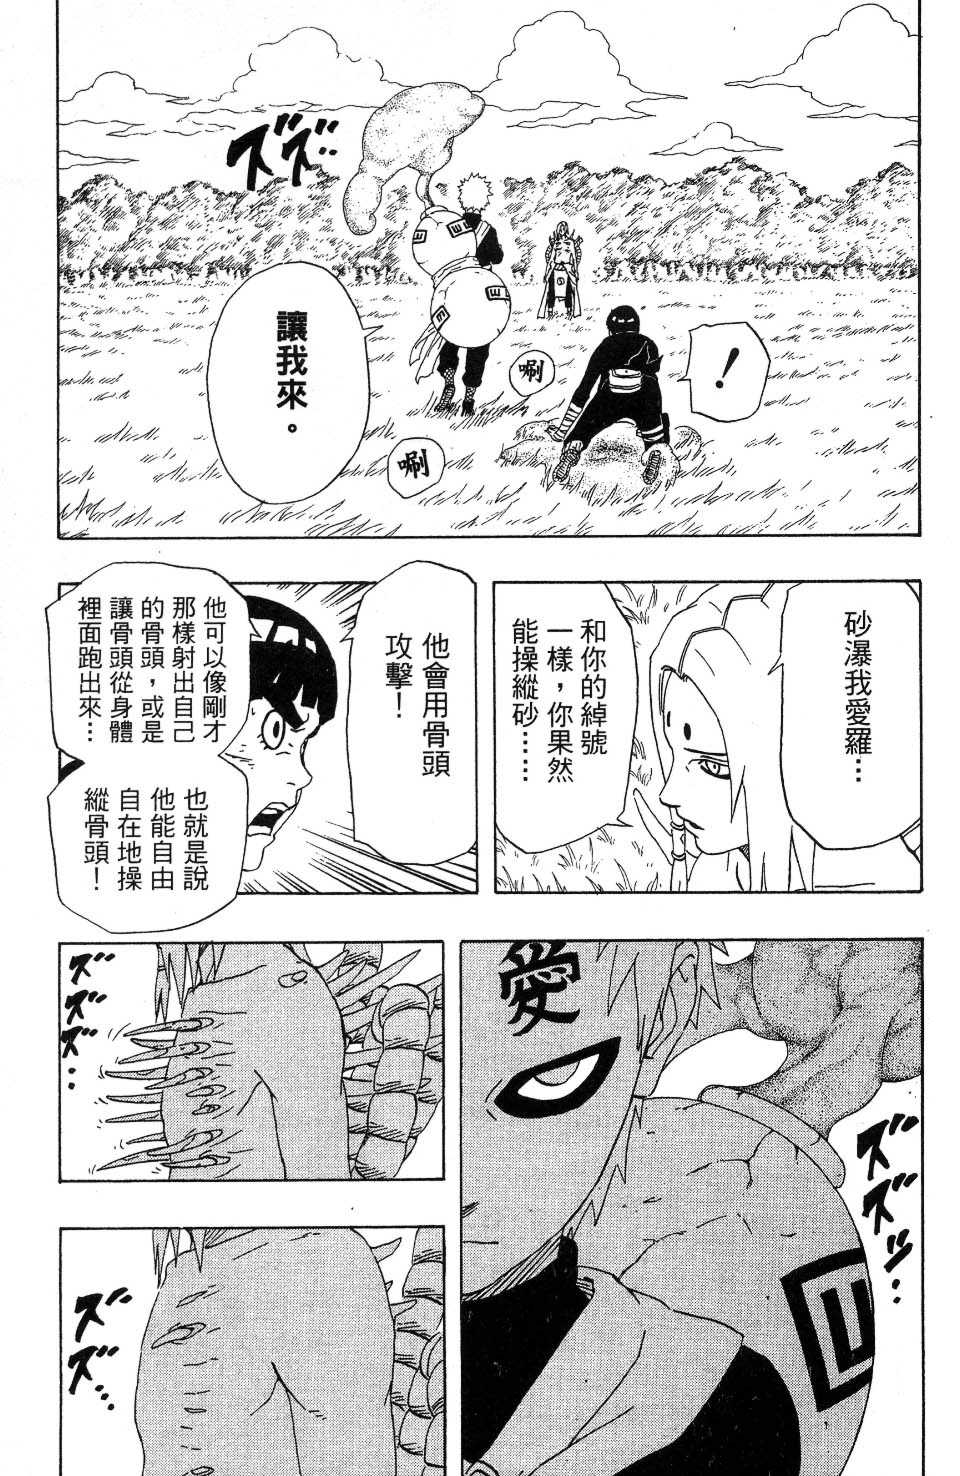 ！
唰
唰
ズズ…
讓我來。
砂瀑我愛羅…
和你的綽號
一樣，你果然
能操縱砂……
他會用骨頭
攻擊！
他可以像剛才
那樣射出自己
的骨頭，或是
讓骨頭從身體
裡面跑出來…
也就是說
他能自由
自在地操
縱骨頭！
愛
ズズッ…
ズズズ…
ズズ…